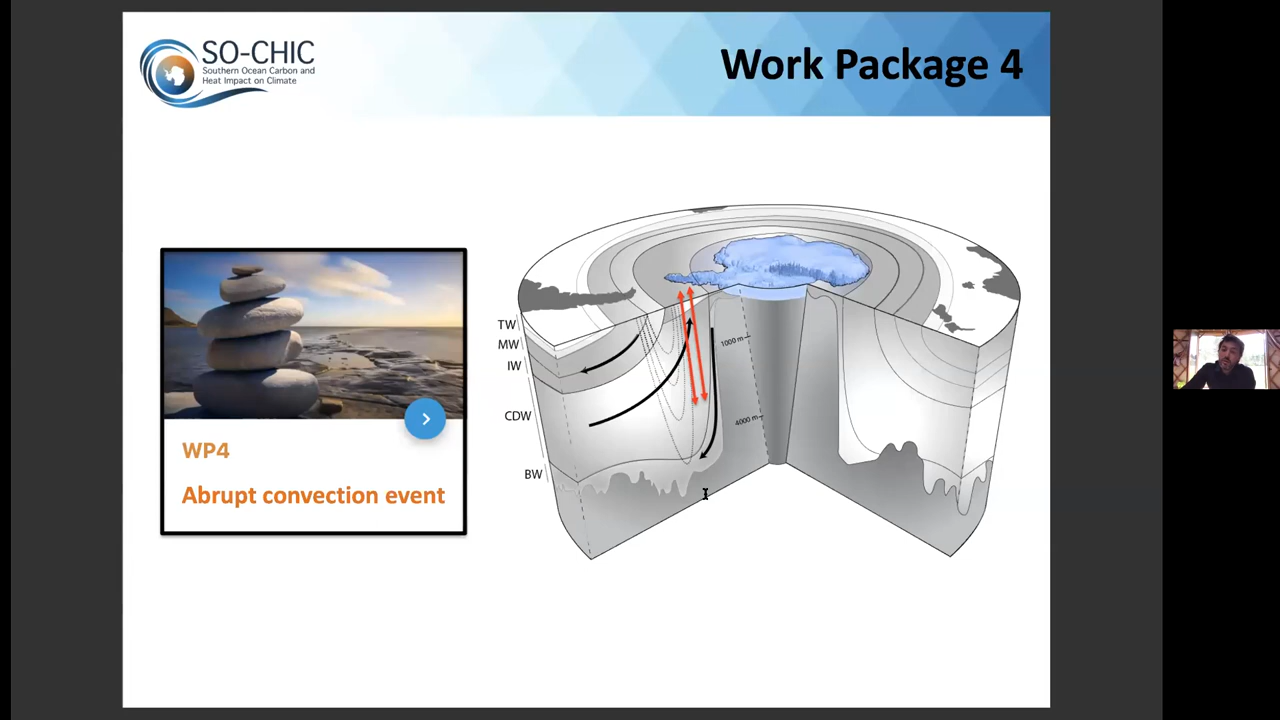 SO-CHIC
Southern Ocean Carbon and
Heat Impact on Climate
Work Package 4
TW
MW
IW
CDW
BW
1000 m
4000 m
WP4
Abrupt convection event